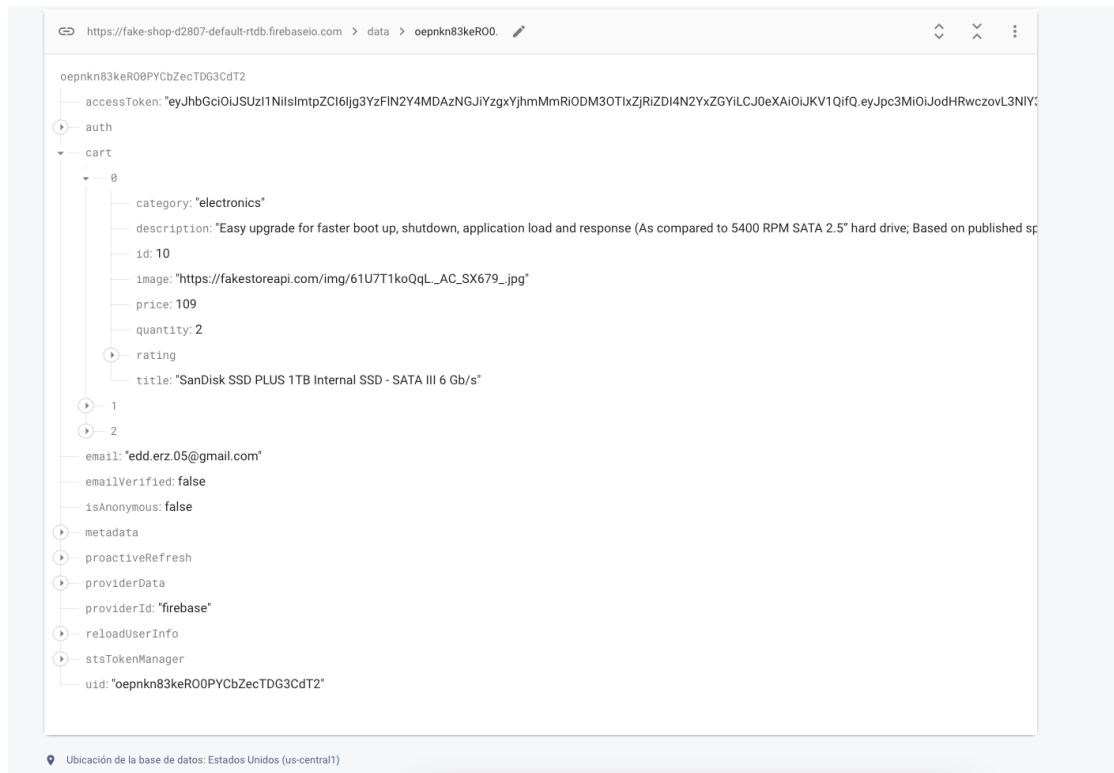 https://fake-shop-d2807-default-rtdb.firebaseio.com > data > oepnkn83keRO0.
oepnkn83keRO0PYCbZecTDG3CdT2
accessToken: "eyJhbGciOiJSUzI1NiIsImtpZCI6Ijg3YzFlN2Y4MDAzNGJiYzgxYjhmMmRiODM3OTIxZjRiZDI4N2YxZGYiLCJ0eXAiOiJKV1QifQ.eyJpc3MiOiJodHRwczovL3NlY3
auth
cart
0
category: "electronics"
description: "Easy upgrade for faster boot up, shutdown, application load and response (As compared to 5400 RPM SATA 2.5” hard drive; Based on published sp
id: 10
image: "https://fakestoreapi.com/img/61U7T1koQqL._AC_SX679_.jpg"
price: 109
quantity: 2
rating
title: "SanDisk SSD PLUS 1TB Internal SSD - SATA III 6 Gb/s"
1
2
email: "edd.erz.05@gmail.com"
emailVerified: false
isAnonymous: false
metadata
proactiveRefresh
providerData
providerId: "firebase"
reloadUserInfo
stsTokenManager
uid: "oepnkn83keRO0PYCbZecTDG3CdT2"
Ubicación de la base de datos: Estados Unidos (us-central1)